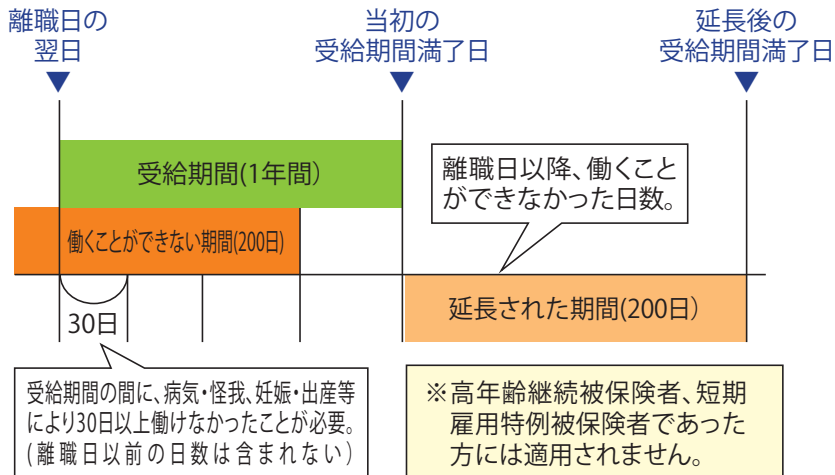 離職日の
翌日
当初の
受給期間満了日
延長後の
受給期間満了日
受給期間(1年間)
離職日以降、働くこと
ができなかった日数。
働くことができない期間(200日)
延長された期間(200日)
30日
受給期間の間に、病気・怪我、妊娠・出産等
により30日以上働けなかったことが必要。
(離職日以前の日数は含まれない)
※高年齢継続被保険者、短期
雇用特例被保険者であった
方には適用されません。